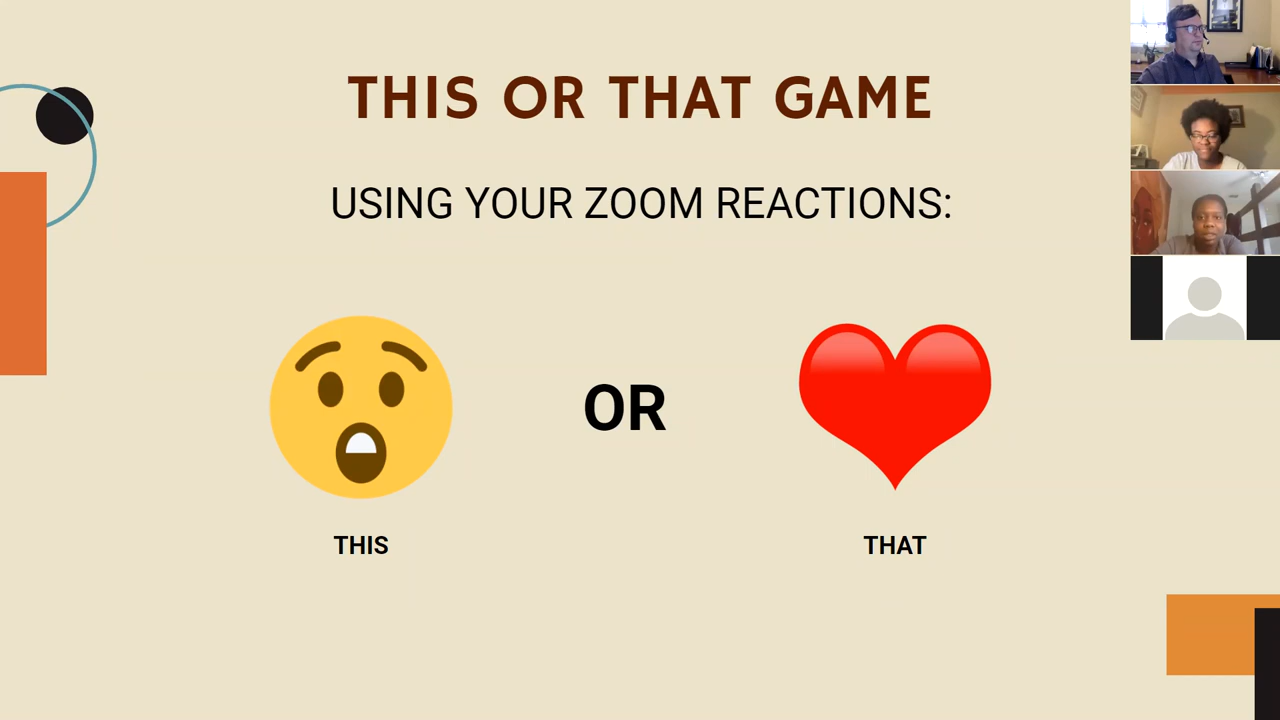 THIS OR THAT GAME
USING YOUR ZOOM REACTIONS:
OR
THIS
THAT